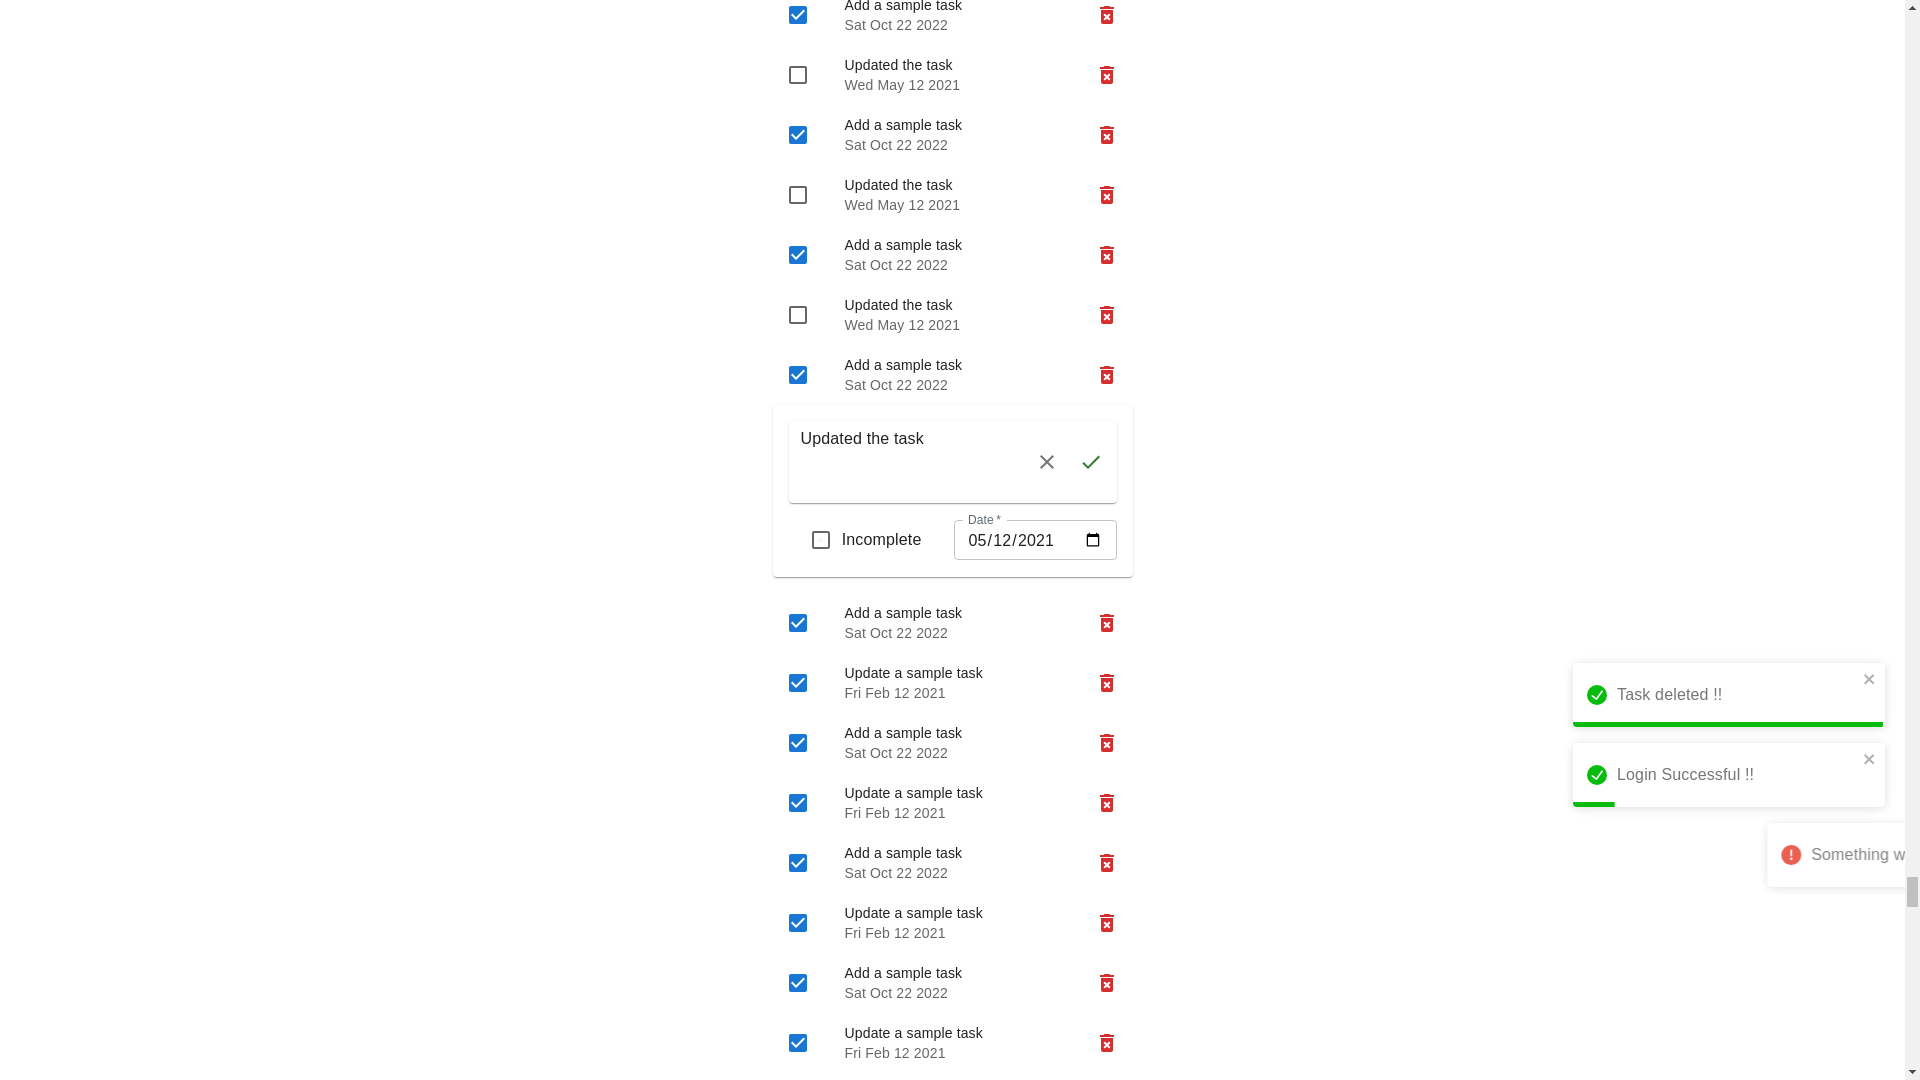 Add a sample task
Sat Oct 22 2022
Updated the task
Wed May 12 2021
Add a sample task
Sat Oct 22 2022
Updated the task
Wed May 12 2021
Add a sample task
Sat Oct 22 2022
Updated the task
Wed May 12 2021
Add a sample task
Sat Oct 22 2022
Updated the task
Date *
Incomplete
05/12/2021
Add a sample task
Sat Oct 22 2022
Update a sample task
Fri Feb 12 2021
Add a sample task
Sat Oct 22 2022
Update a sample task
Fri Feb 12 2021
Add a sample task
Sat Oct 22 2022
Update a sample task
Fri Feb 12 2021
Add a sample task
Sat Oct 22 2022
Update a sample task
Fri Feb 12 2021
Task deleted !!
Login Successful !!
Something